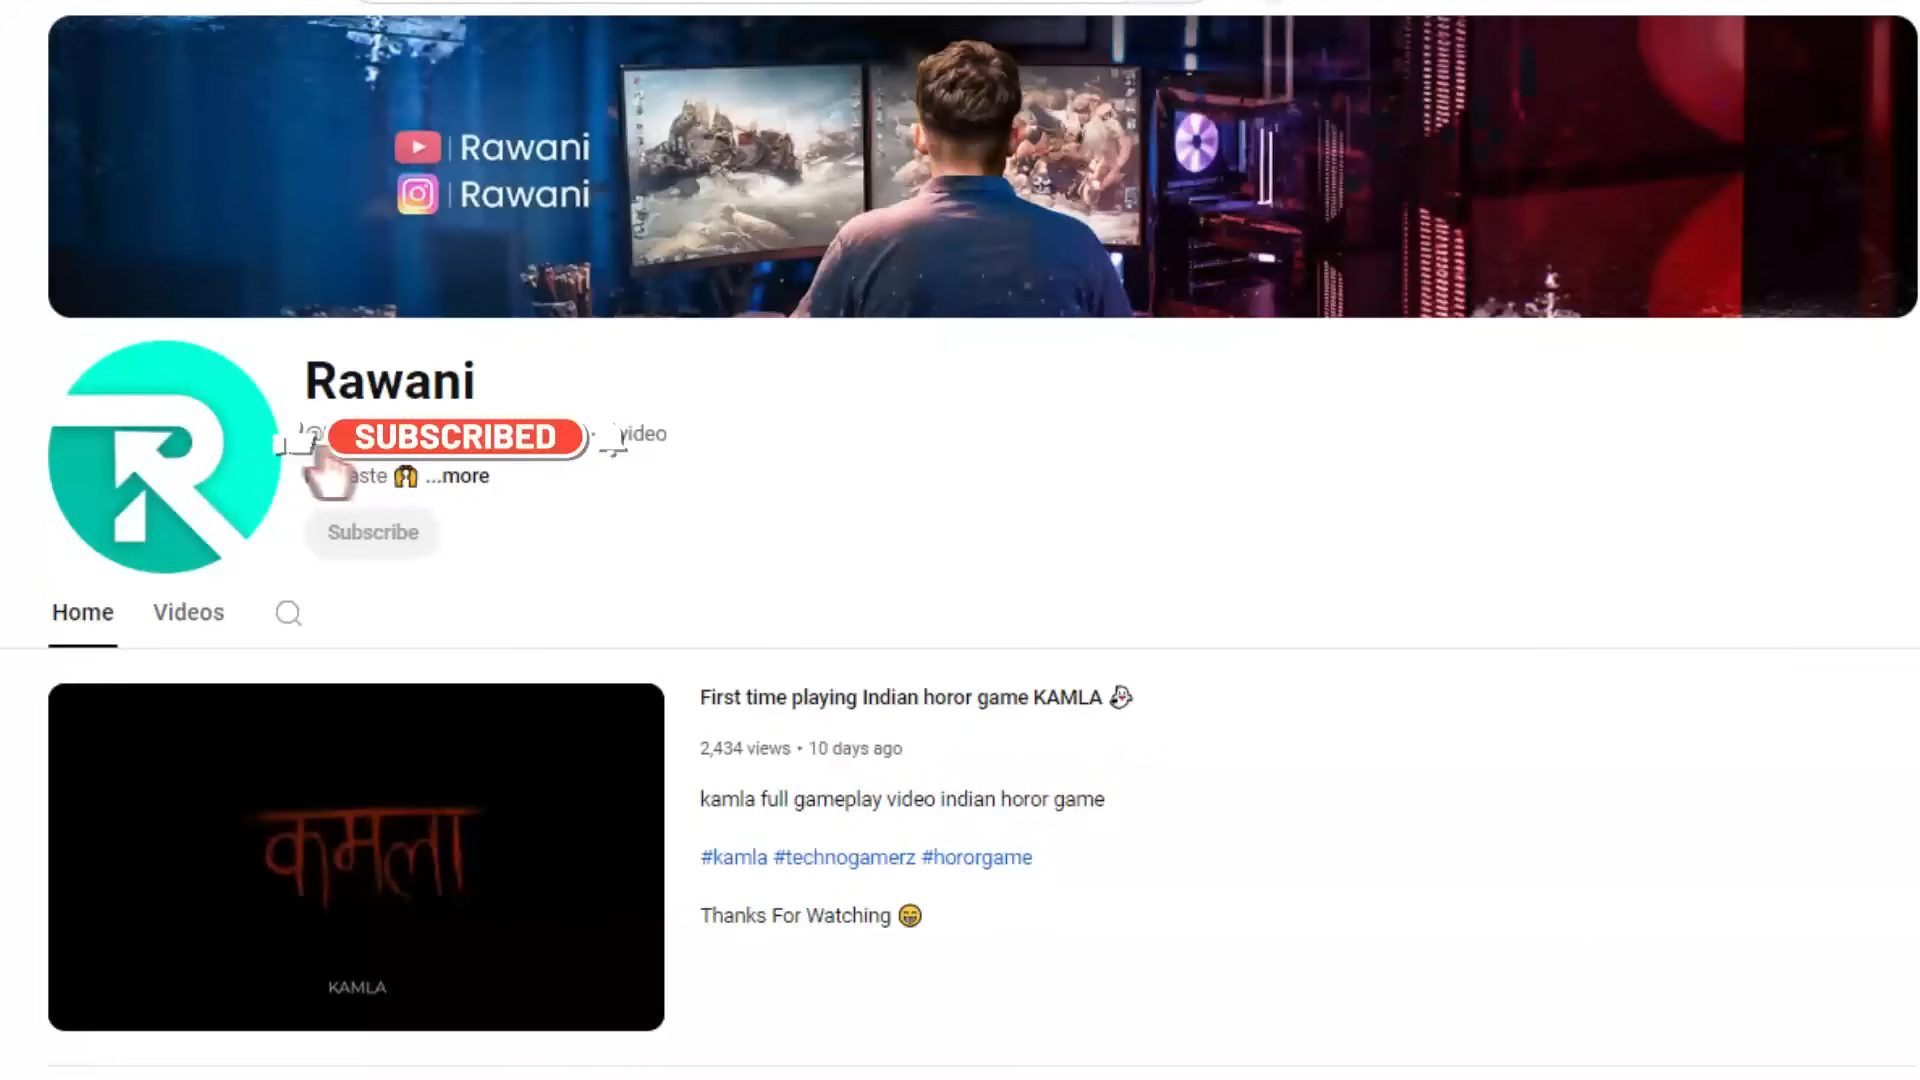 Rawani
Rawani
Rawani
SUBSCRIBED
video
...more
Subscribe
Home Videos
First time playing Indian horor game KAMLA
2,434 views • 10 days ago
kamla full gameplay video indian horor game
#kamla #technogamerz #hororgame
Thanks For Watching
कमला
KAMLA